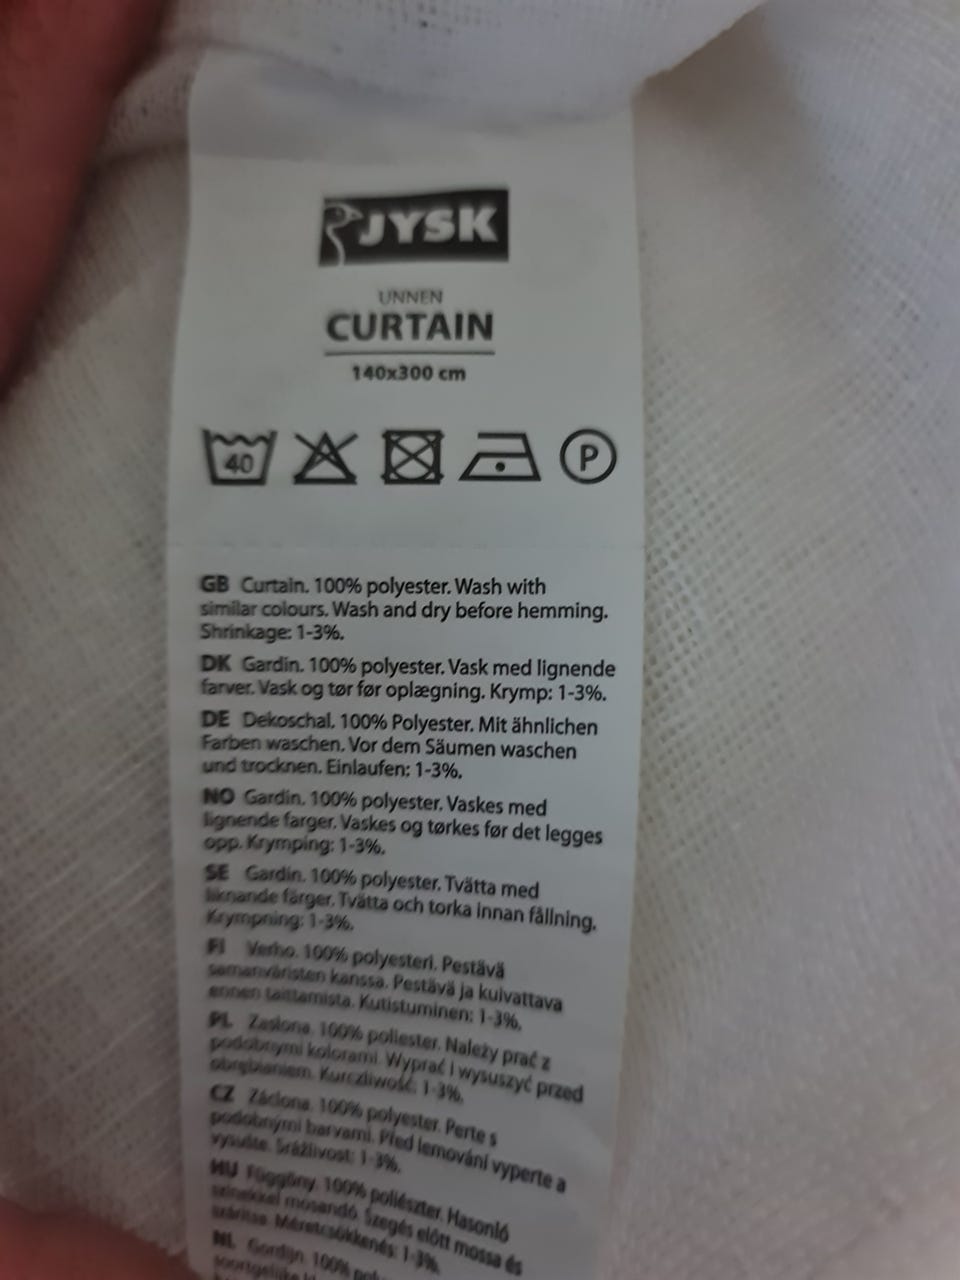 JYSK
UNNEN
CURTAIN
140x300 cm
40 P
GB Curtain. 100% polyester. Wash with
similar colours. Wash and dry before hemming.
Shrinkage: 1-3%.
DK Gardin. 100% polyester. Vask med lignende
farver. Vask og tør før oplægning. Krymp: 1-3%.
DE Dekoschal. 100% Polyester. Mit ähnlichen
Farben waschen. Vor dem Säumen waschen
und trocknen. Einlaufen: 1-3%.
NO Gardin. 100% polyester. Vaskes med
lignende farger. Vaskes og tørkes før det legges
opp. Krymping: 1-3%.
SE Gardin. 100% polyester. Tvätta med
liknande färger. Tvätta och torka innan fållning.
Krympning: 1-3%.
FI Verho. 100% polyesteri. Pestävä
samanväristen kanssa. Pestävä ja kuivattava
ennen taittamista. Kutistuminen: 1-3%.
PL Zasłona. 100% poliester. Należy prać z
podobnymi kolorami. Wyprać i wysuszyć przed
obrębianiem. Kurczliwość: 1-3%.
CZ Záclona. 100% polyester. Perte s
podobnými barvami. Před lemování vyperte a
vysušte. Srážlivost: 1-3%.
HU Függöny. 100% poliészter. Hasonló
színekkel mosandó. Szegés előtt mossa és
szárítsa. Méretcsökkenés: 1-3%.
NL Gordijn. 100%
soortgelijke